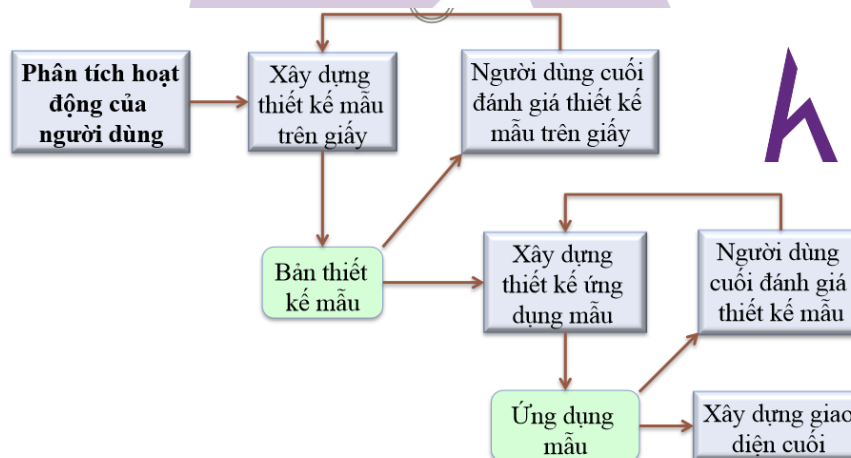 Phân tích hoạt
động của
người dùng
Xây dựng
thiết kế mẫu
trên giấy
Người dùng cuối
đánh giá thiết kế
mẫu trên giấy
Bản thiết
kế mẫu
Xây dựng
thiết kế ứng
dụng mẫu
Người dùng
cuối đánh giá
thiết kế mẫu
Ứng dụng
mẫu
Xây dựng giao
diện cuối